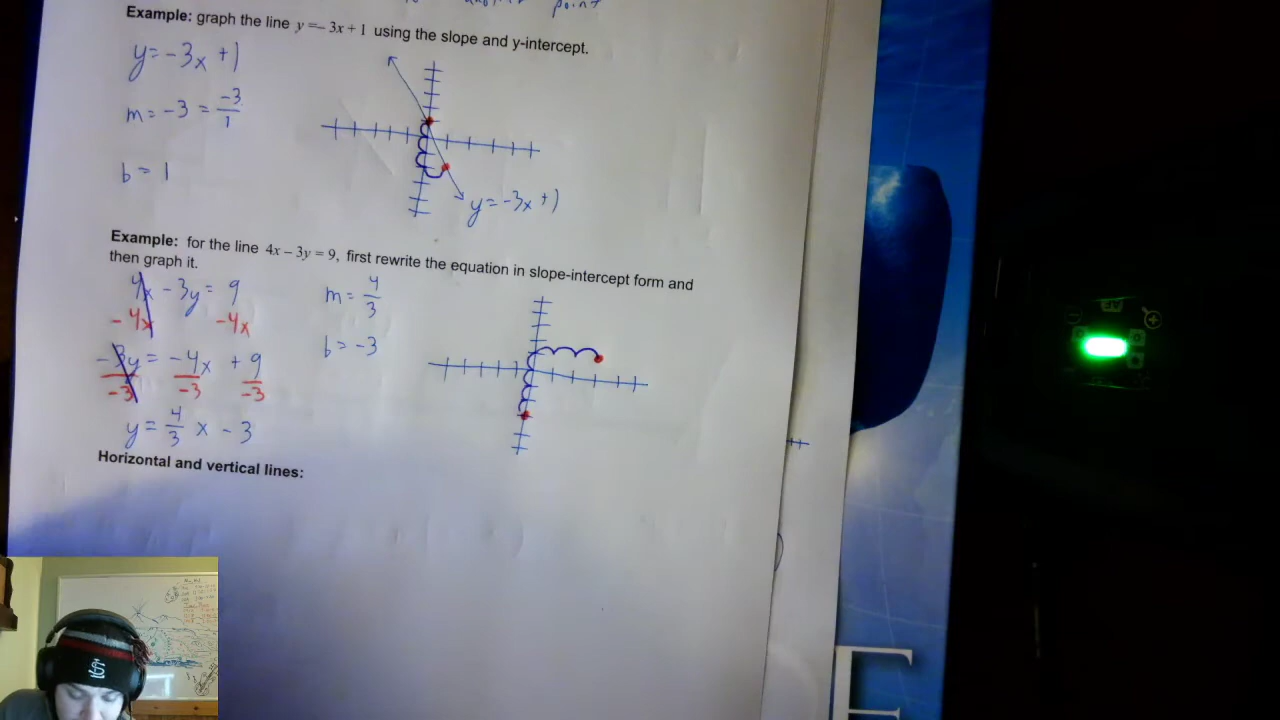 point
Example: graph the line y = − 3x + 1 using the slope and y-intercept.
y = -3x +1
m = -3 = -3/1
b = 1
y = -3x +1
Example: for the line 4x − 3y = 9, first rewrite the equation in slope-intercept form and
then graph it.
4x - 3y = 9
-4x -4x
-3y = -4x + 9
-3 -3 -3
y = 4/3 x - 3
m = 4/3
b = -3
Horizontal and vertical lines: